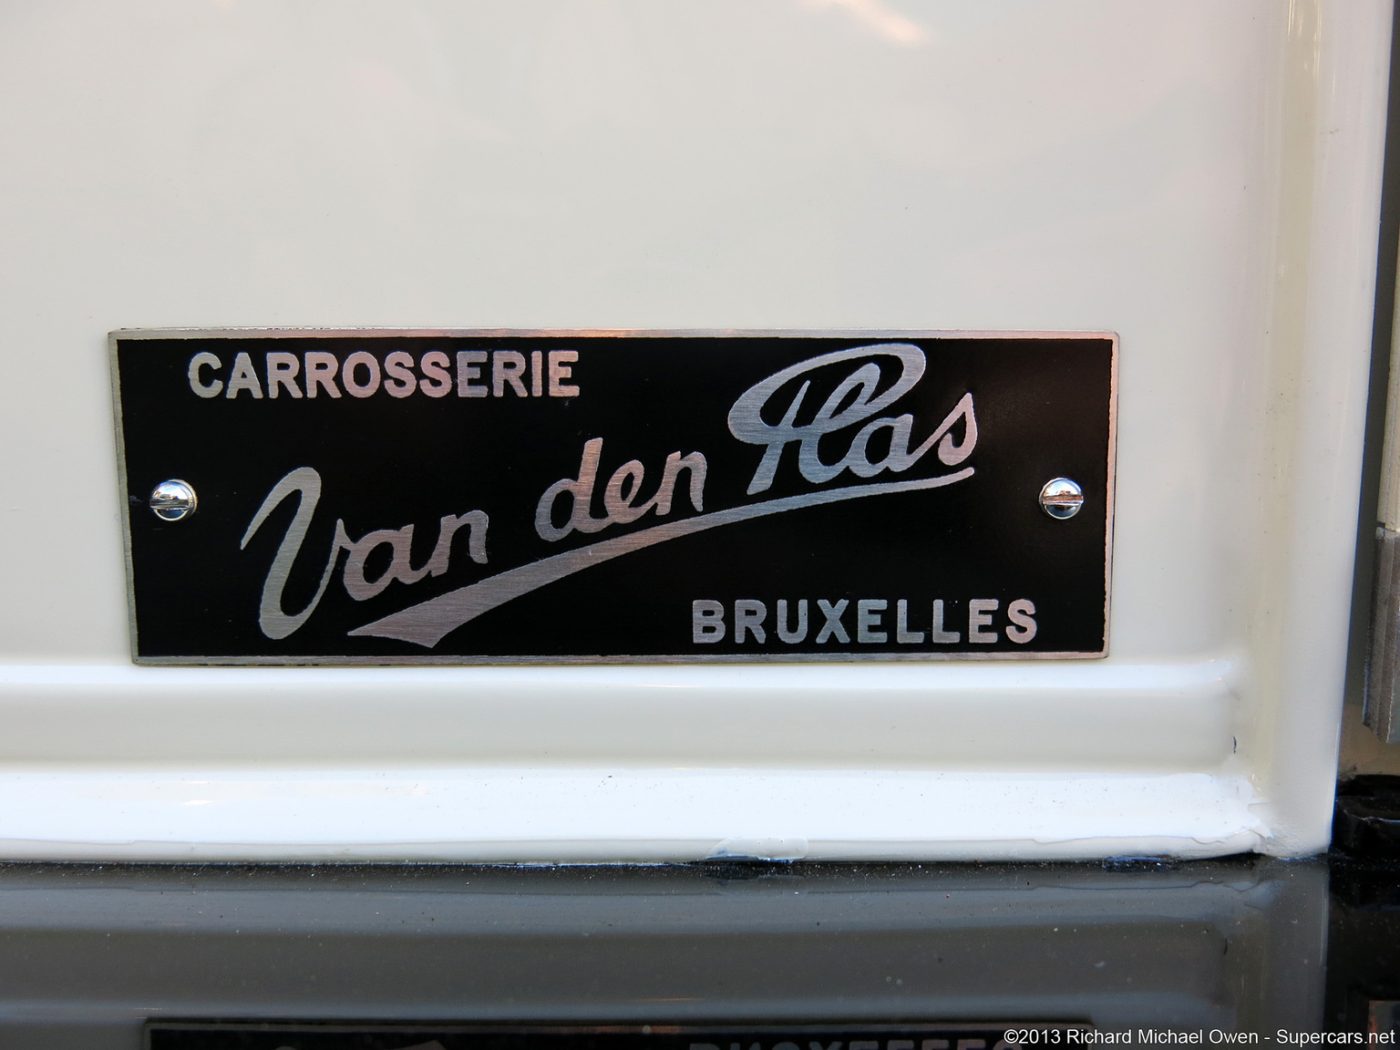 CARROSSERIE
Van den Plas
BRUXELLES
©2013 Richard Michael Owen - Supercars.net